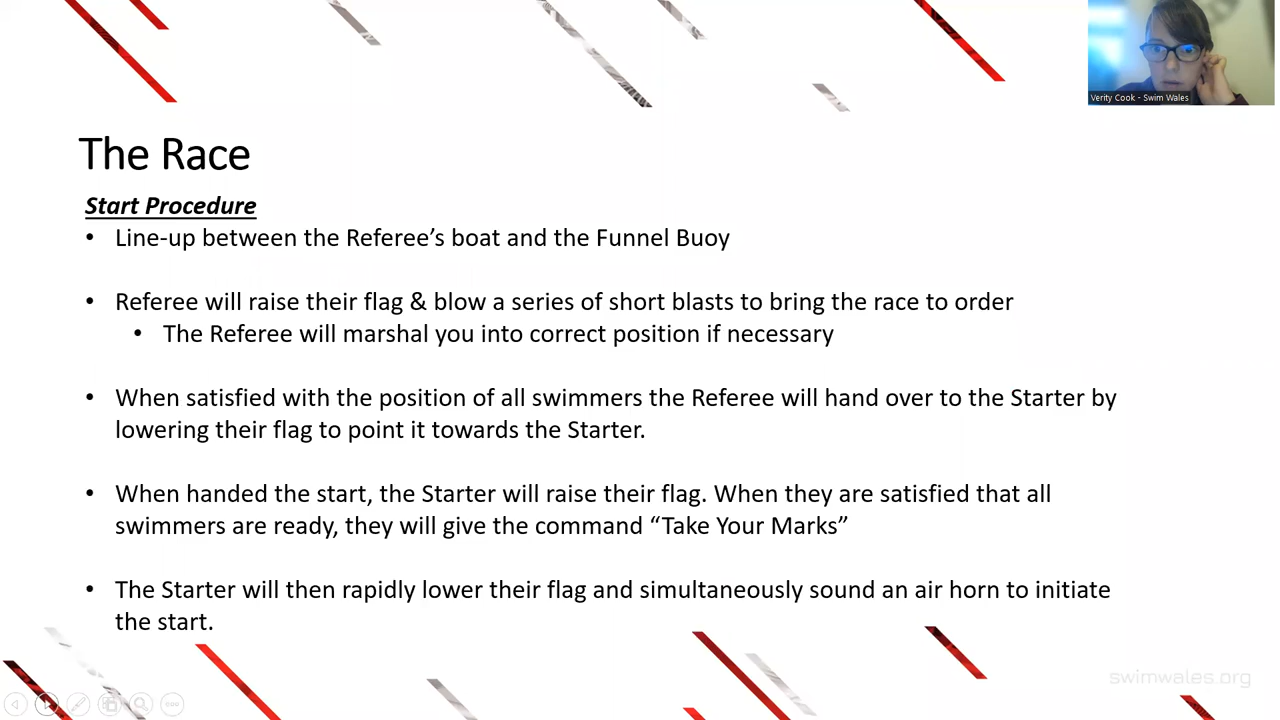 Verity Cook - Swim Wales
The Race
Start Procedure
• Line-up between the Referee’s boat and the Funnel Buoy
• Referee will raise their flag & blow a series of short blasts to bring the race to order
• The Referee will marshal you into correct position if necessary
• When satisfied with the position of all swimmers the Referee will hand over to the Starter by
lowering their flag to point it towards the Starter.
• When handed the start, the Starter will raise their flag. When they are satisfied that all
swimmers are ready, they will give the command “Take Your Marks”
• The Starter will then rapidly lower their flag and simultaneously sound an air horn to initiate
the start.
swimwales.org